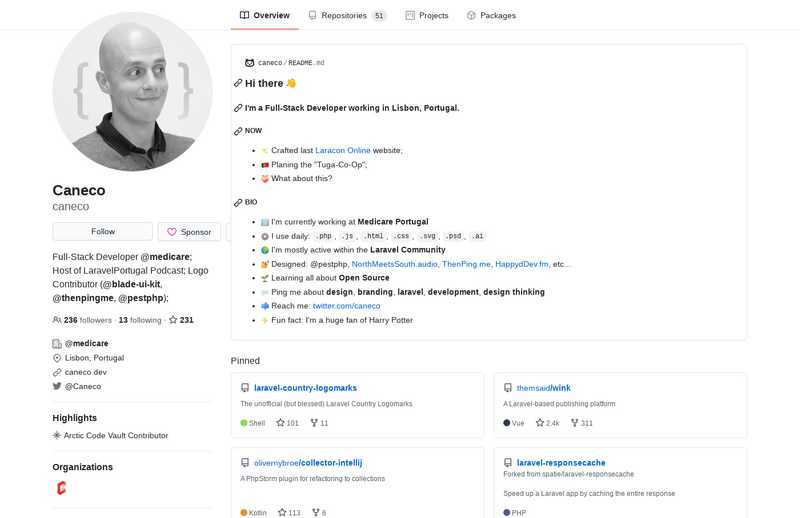 Overview
Repositories 51
Projects
Packages
Caneco
caneco
Follow
Sponsor
Full-Stack Developer @medicare;
Host of LaravelPortugal Podcast; Logo
Contributor (@blade-ui-kit,
@thenpingme, @pestphp);
236 followers · 13 following · 231
@medicare
Lisbon, Portugal
caneco.dev
@Caneco
Highlights
Arctic Code Vault Contributor
Organizations
caneco/README.md
Hi there 👋
I'm a Full-Stack Developer working in Lisbon, Portugal.
NOW
Crafted last Laracon Online website;
Planing the "Tuga-Co-Op";
What about this?
BIO
I'm currently working at Medicare Portugal
I use daily: .php , .js , .html , .css , .svg , .psd , .ai
I'm mostly active within the Laravel Community
Designed: @pestphp, NorthMeetsSouth.audio, ThenPing.me, HappydDev.fm, etc...
Learning all about Open Source
Ping me about design, branding, laravel, development, design thinking
Reach me: twitter.com/caneco
Fun fact: I'm a huge fan of Harry Potter
Pinned
laravel-country-logomarks
The unofficial (but blessed) Laravel Country Logomarks
Shell 101 11
themsaid/wink
A Laravel-based publishing platform
Vue 2.4k 311
olivernybroe/collector-intellij
A PhpStorm plugin for refactoring to collections
Kotlin 113 6
laravel-responsecache
Forked from spatie/laravel-responsecache
Speed up a Laravel app by caching the entire response
PHP